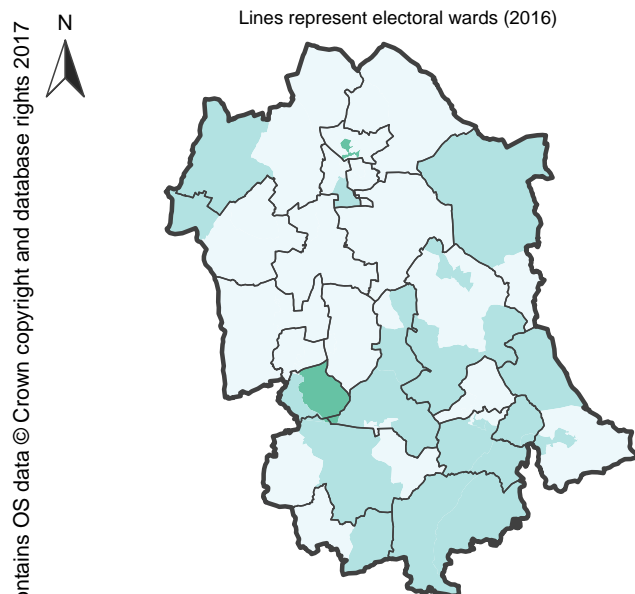 Lines represent electoral wards (2016)
N
ontains OS data © Crown copyright and database rights 2017